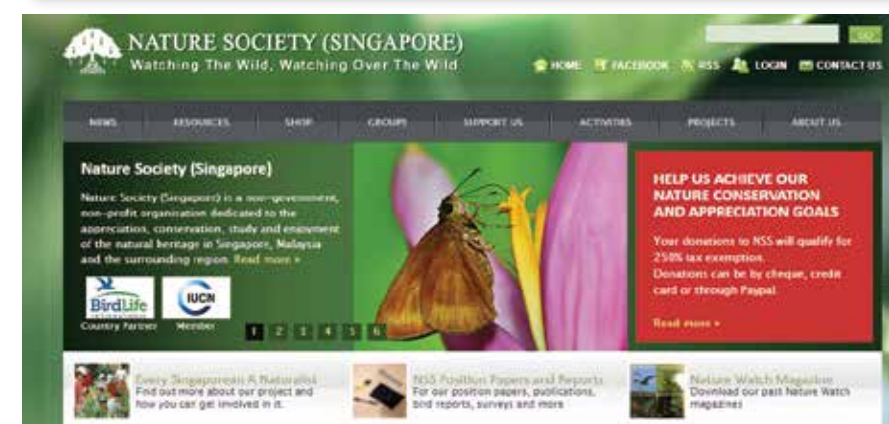 NATURE SOCIETY (SINGAPORE)
Watching The Wild, Watching Over The Wild
GO
HOME FACEBOOK RSS LOGIN CONTACT US
NEWS RESOURCES SHOP GROUPS SUPPORT US ACTIVITIES PROJECTS ABOUT US
Nature Society (Singapore)
Nature Society (Singapore) is a non-government,
non-profit organisation dedicated to the
appreciation, conservation, study and enjoyment
of the natural heritage in Singapore, Malaysia
and the surrounding region. Read more »
BirdLife
INTERNATIONAL
IUCN
Country Partner Member
1 2 3 4 5 6
HELP US ACHIEVE OUR
NATURE CONSERVATION
AND APPRECIATION GOALS
Your donations to NSS will qualify for
250% tax exemption.
Donations can be by cheque, credit
card or through Paypal.
Read more »
Every Singaporean A Naturalist
Find out more about our project and
how you can get involved in it.
NSS Position Papers and Reports
For our position papers, publications,
bird reports, surveys and more
Nature Watch Magazine
Download our past Nature Watch
magazines